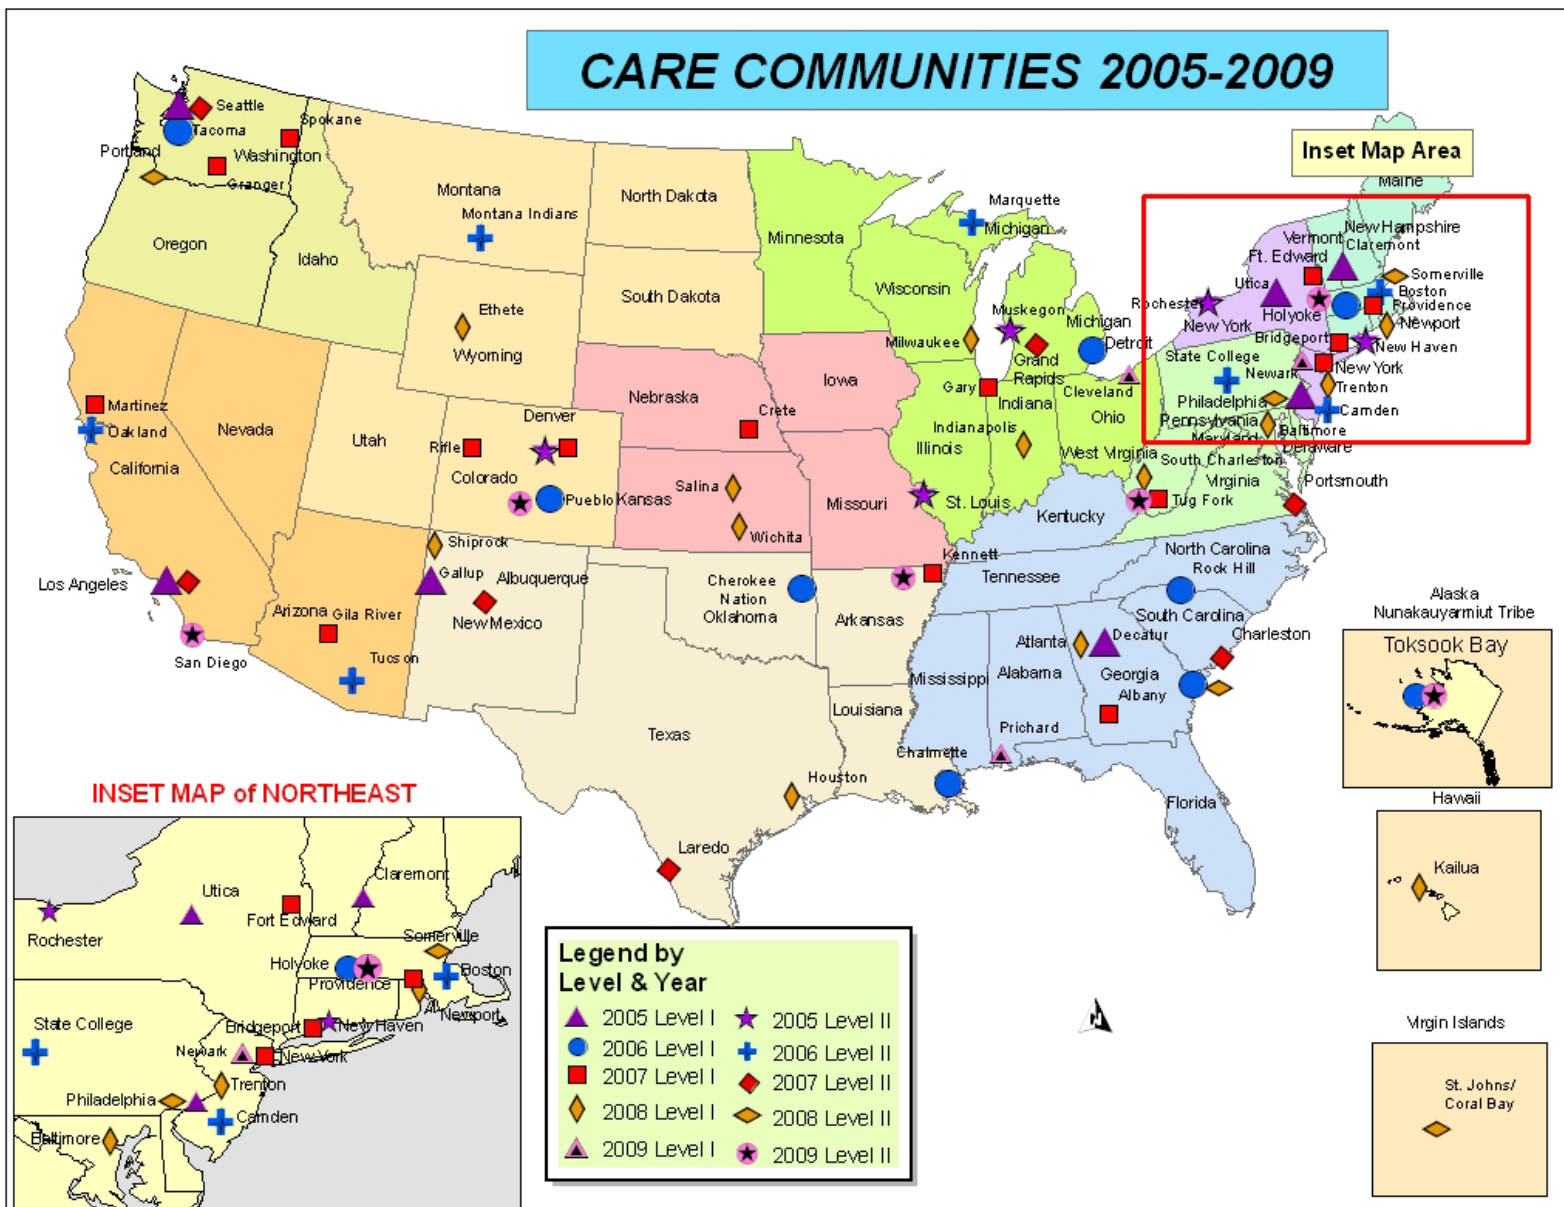 CARE COMMUNITIES 2005-2009
Inset Map Area
Seattle
Tacoma
Spokane
Portland
Washington
Granger
Oregon
Idaho
Montana
Montana Indians
North Dakota
South Dakota
Minnesota
Marquette
Michigan
Maine
New Hampshire
Vermont
Claremont
Ft. Edward
Utica
Somerville
Boston
Providence
Rochester
Holyoke
New York
Newport
Bridgeport
New Haven
State College
Newark
New York
Trenton
Philadelphia
Camden
Pennsylvania
Baltimore
Maryland
Delaware
Wisconsin
Muskegon
Michigan
Detroit
Milwaukee
Grand
Rapids
Ethete
Wyoming
Nebraska
Iowa
Gary
Indiana
Cleveland
Ohio
Crete
Indianapolis
Illinois
West Virginia
South Charleston
Virginia
Portsmouth
Tug Fork
Martinez
Oakland
California
Nevada
Utah
Denver
Rifle
Colorado
Pueblo
Kansas
Salina
Wichita
Missouri
St. Louis
Kentucky
Kennett
Tennessee
North Carolina
Rock Hill
South Carolina
Charleston
Los Angeles
San Diego
Arizona
Gila River
Tucson
Shiprock
Gallup
Albuquerque
New Mexico
Cherokee
Nation
Oklahoma
Arkansas
Mississippi
Alabama
Atlanta
Decatur
Georgia
Albany
Prichard
Louisiana
Chalmette
Texas
Houston
Laredo
Florida
Alaska
Nunakauyarmiut Tribe
Toksook Bay
Hawaii
Kailua
Virgin Islands
St. Johns/
Coral Bay
INSET MAP of NORTHEAST
Utica
Claremont
Fort Edward
Rochester
Somerville
Holyoke
Boston
Providence
Newport
State College
Bridgeport
New Haven
Newark
New York
Trenton
Philadelphia
Camden
Baltimore
Legend by
Level & Year
2005 Level I
2005 Level II
2006 Level I
2006 Level II
2007 Level I
2007 Level II
2008 Level I
2008 Level II
2009 Level I
2009 Level II